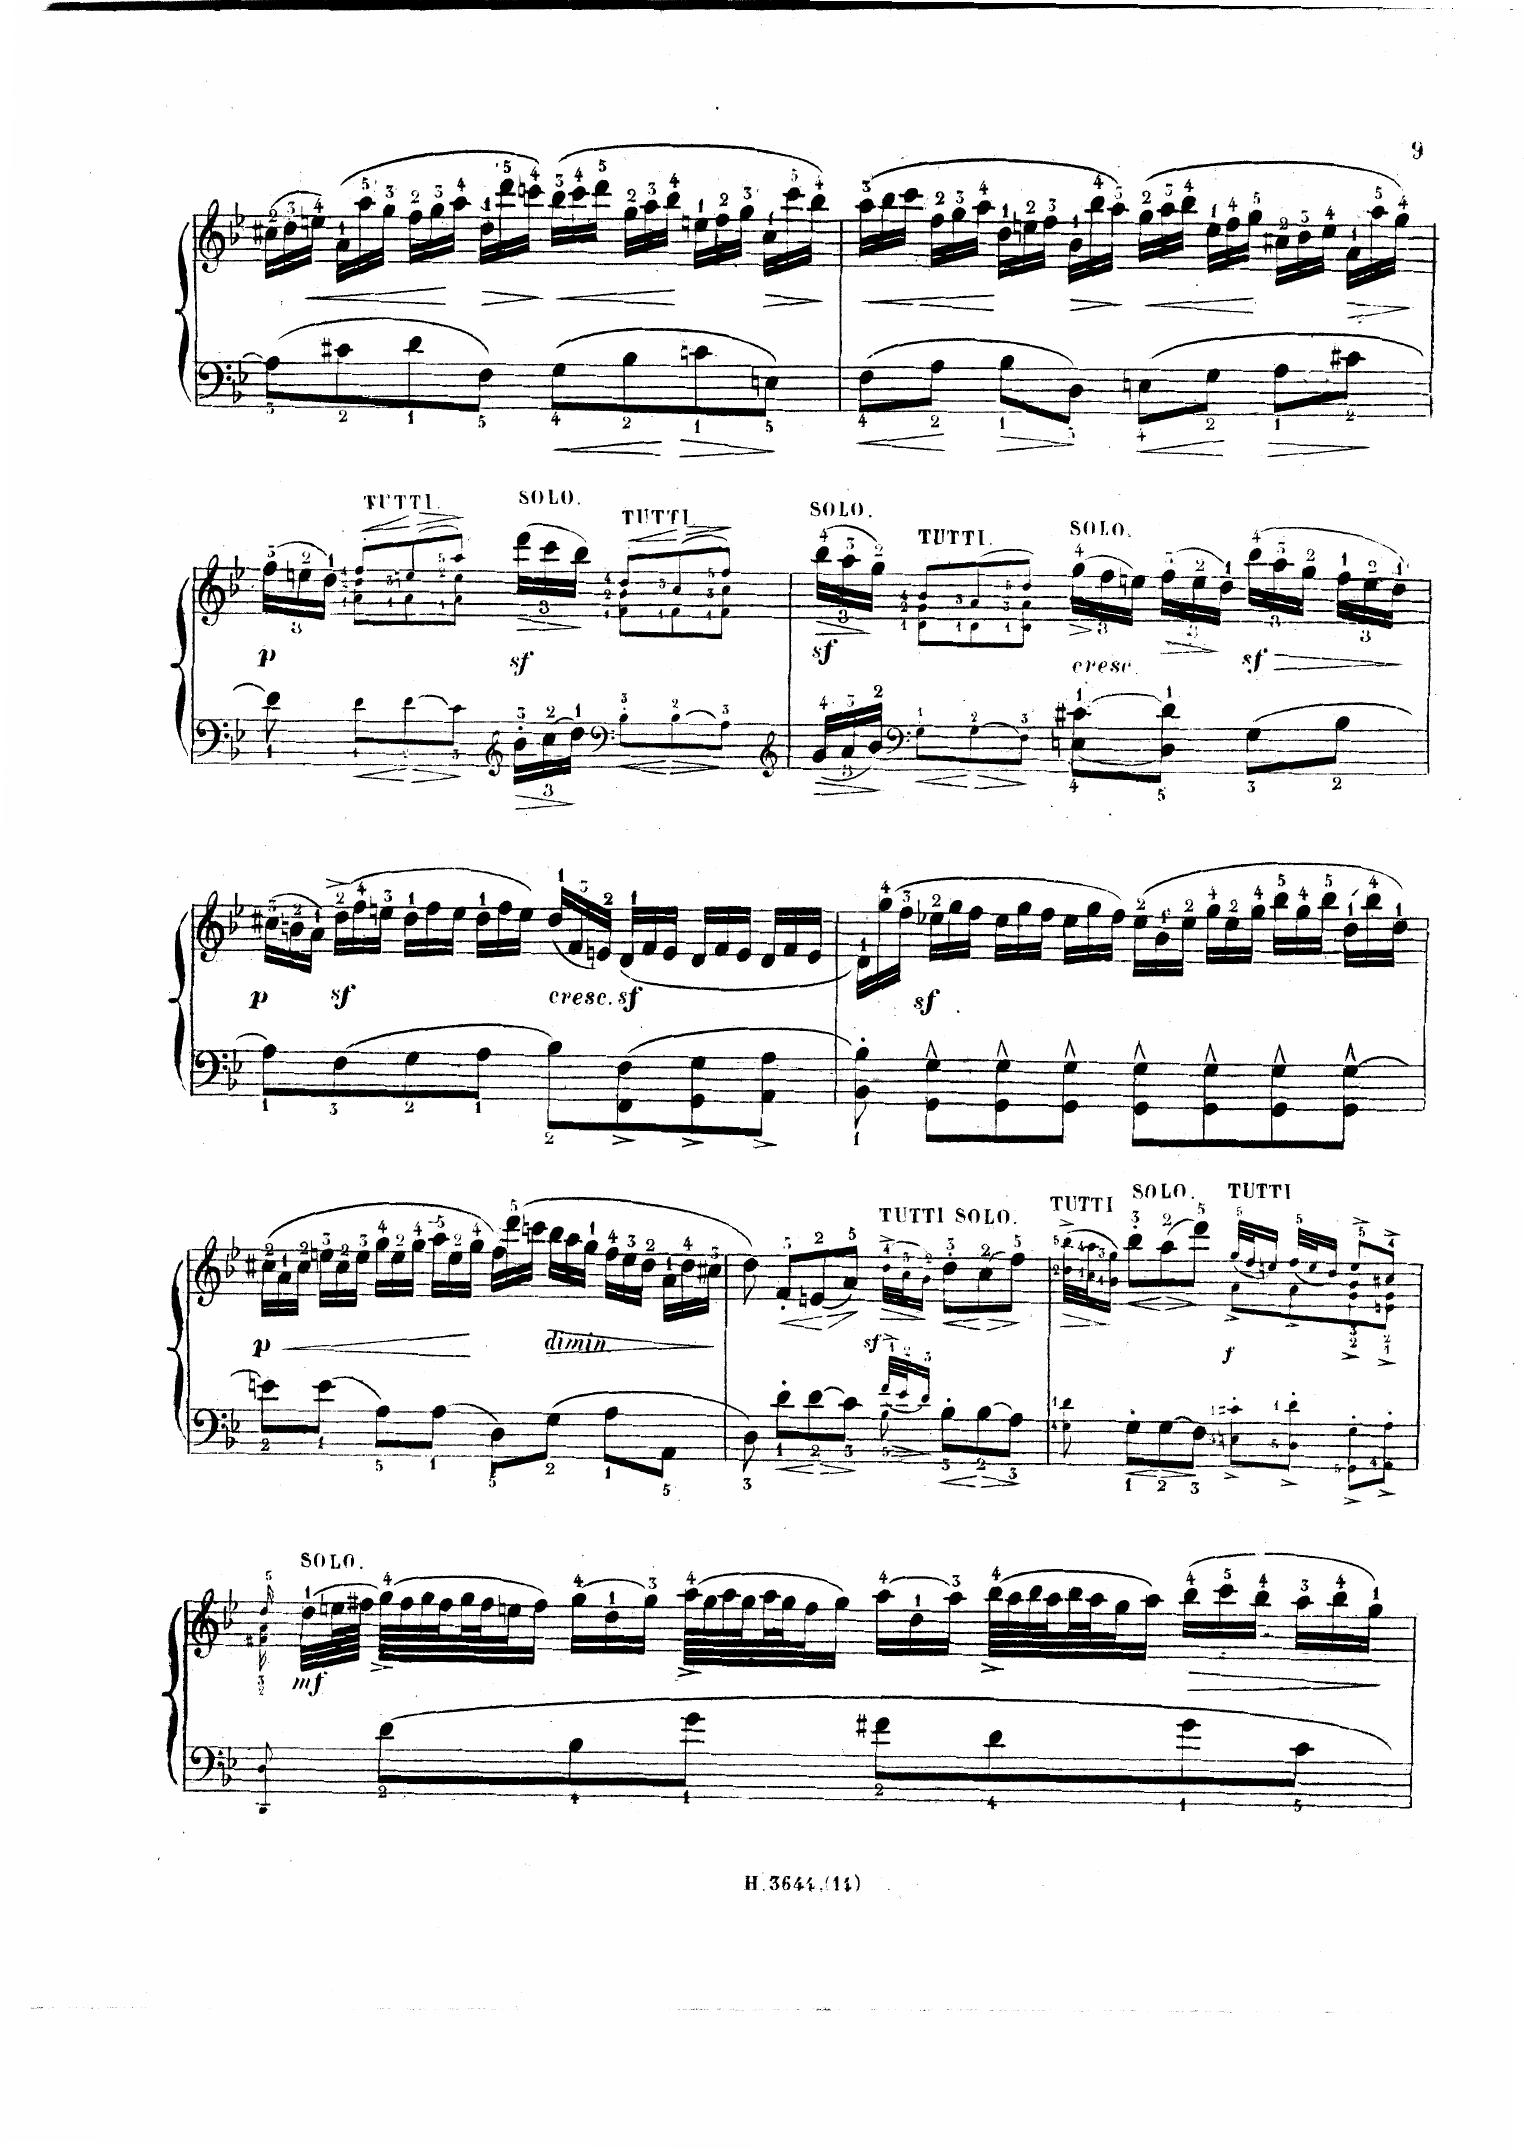 9
TUTTI.
SOLO.
TUTTI
SOLO.
TUTTI.
SOLO.
p
sf
sf
cresc.
sf
p
sf
cresc. sf
sf
TUTTI SOLO.
TUTTI
SOLO.
TUTTI
p
dimin
sf
f
SOLO.
mf
H.3644.(14)